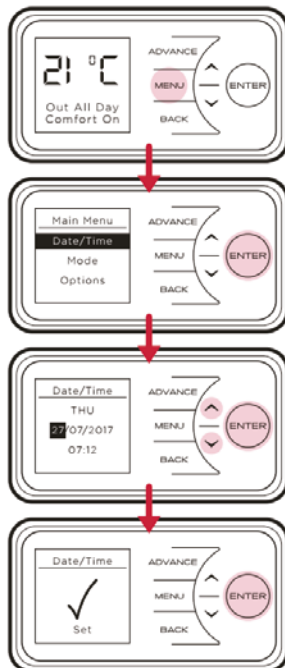 21 °C
Out All Day
Comfort On
ADVANCE
MENU
BACK
ENTER
Main Menu
Date/Time
Mode
Options
ADVANCE
MENU
BACK
ENTER
Date/Time
THU
27/07/2017
07:12
ADVANCE
MENU
BACK
ENTER
Date/Time
Set
ADVANCE
MENU
BACK
ENTER